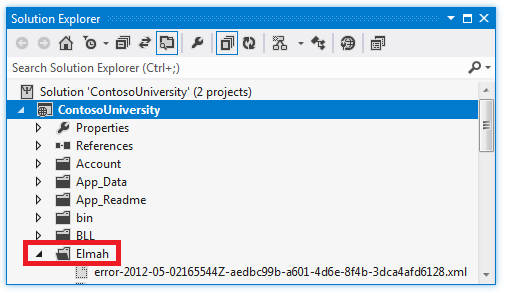 Solution Explorer
Search Solution Explorer (Ctrl+;)
Solution 'ContosoUniversity' (2 projects)
ContosoUniversity
Properties
References
Account
App_Data
App_Readme
bin
BLL
Elmah
error-2012-05-02165544Z-aedbc99b-a601-4d6e-8f4b-3dca4afd6128.xml